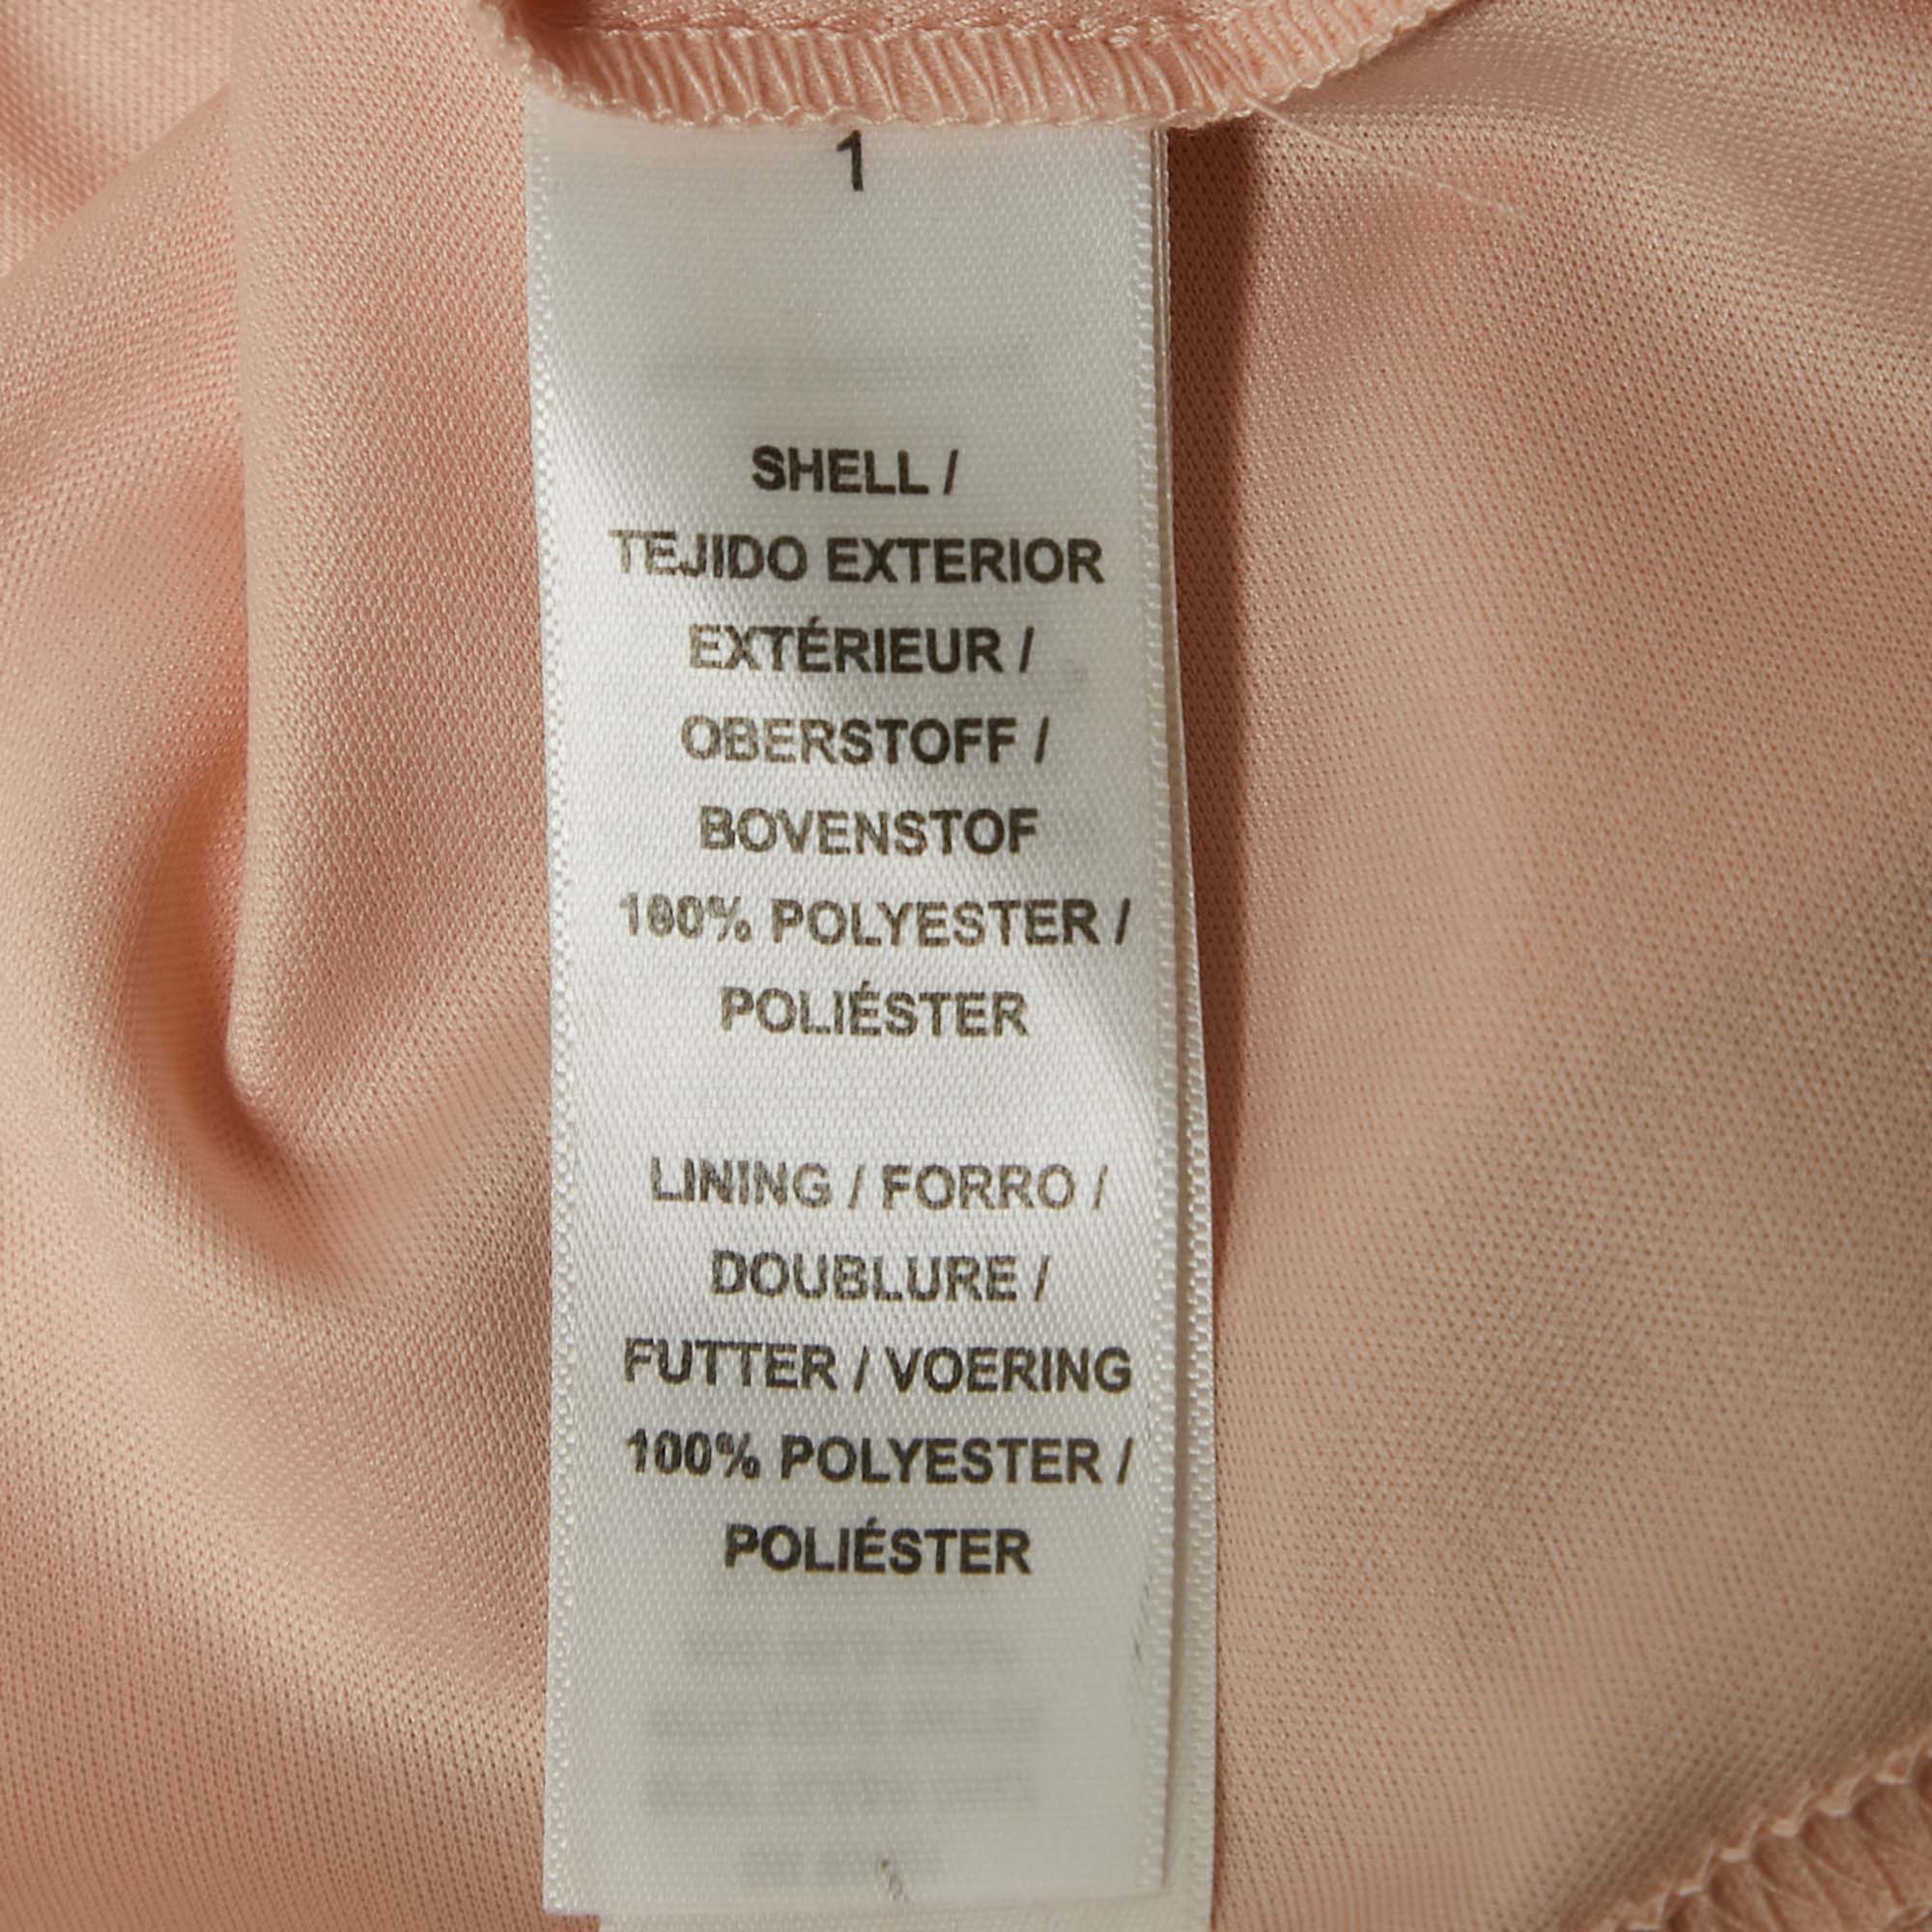 1
SHELL /
TEJIDO EXTERIOR
EXTÉRIEUR /
OBERSTOFF /
BOVENSTOF
100% POLYESTER /
POLIÉSTER
LINING / FORRO /
DOUBLURE /
FUTTER / VOERING
100% POLYESTER /
POLIÉSTER